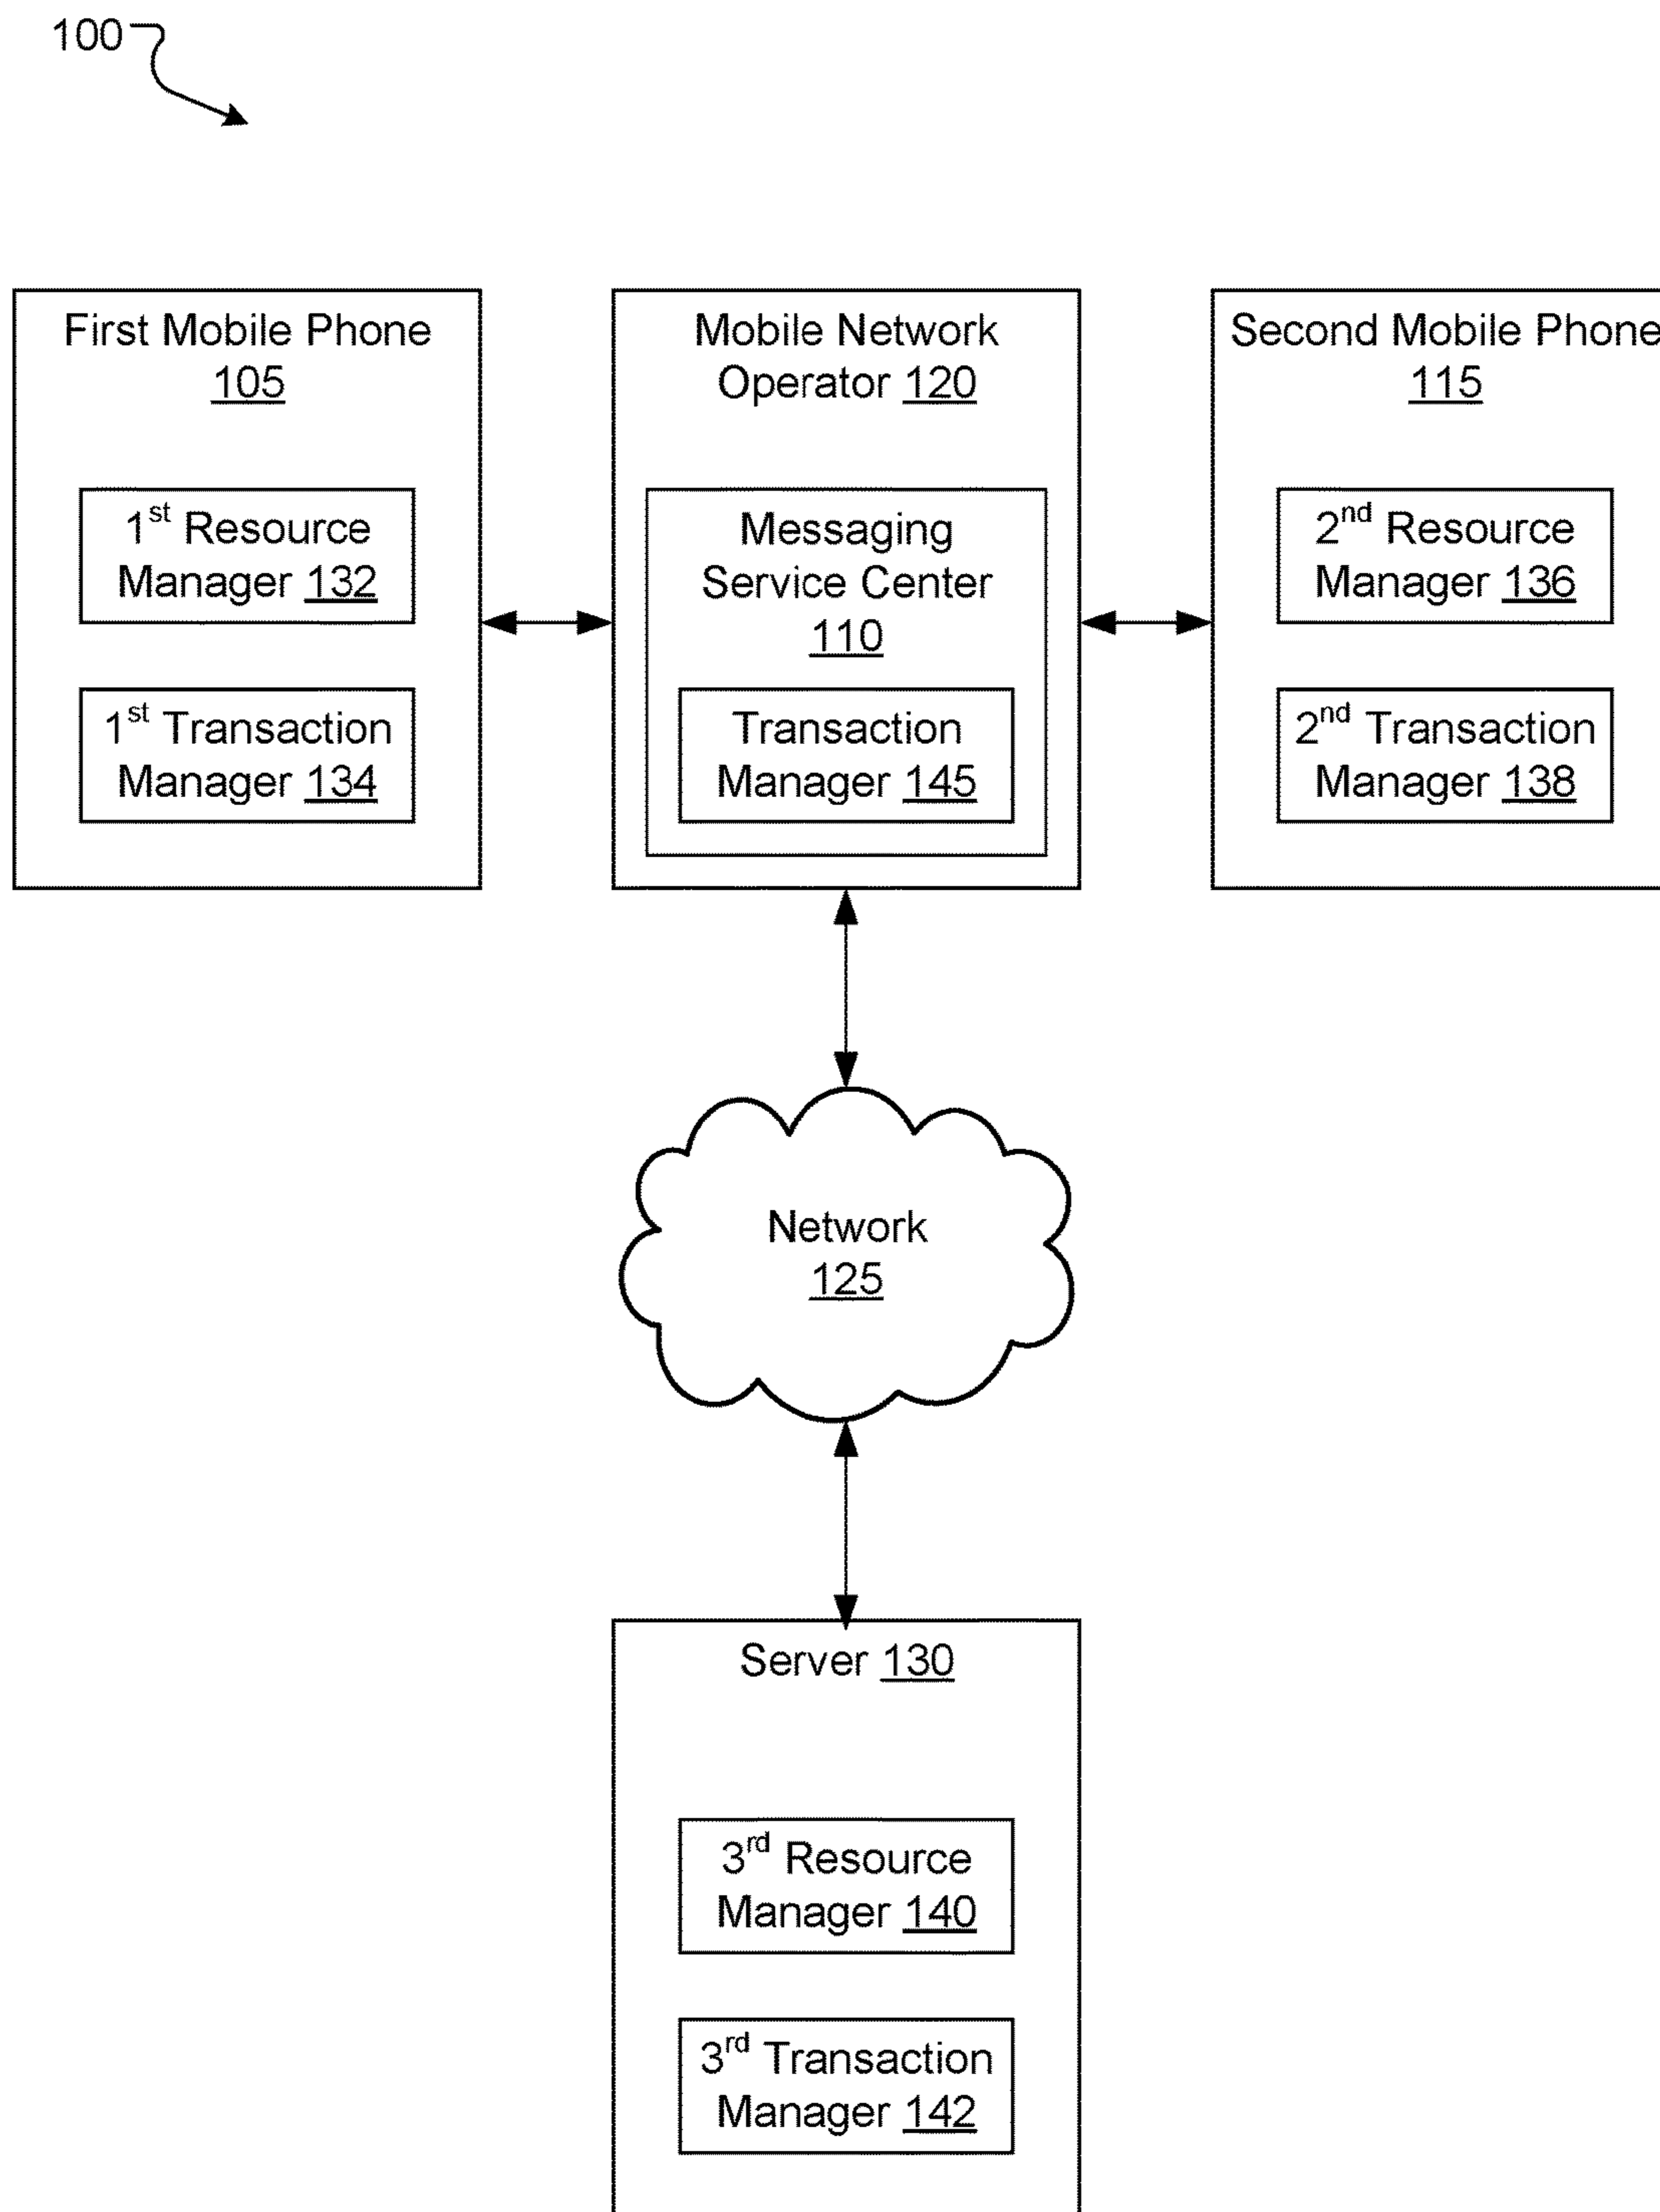 100
First Mobile Phone
105
1st Resource
Manager 132
1st Transaction
Manager 134
Mobile Network
Operator 120
Messaging
Service Center
110
Transaction
Manager 145
Second Mobile Phone
115
2nd Resource
Manager 136
2nd Transaction
Manager 138
Network
125
Server 130
3rd Resource
Manager 140
3rd Transaction
Manager 142